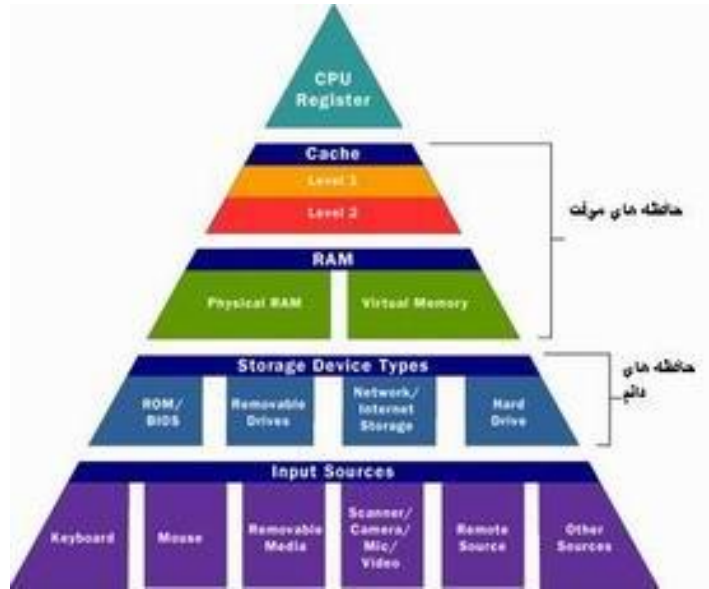 CPU
Register
Cache
Level 1
Level 2
حافظه های موقت
RAM
Physical RAM
Virtual Memory
Storage Device Types
حافظه های
دائم
ROM/
BIOS
Removable
Drives
Network/
Internet
Storage
Hard
Drive
Input Sources
Keyboard
Mouse
Removable
Media
Scanner/
Camera/
Mic/
Video
Remote
Source
Other
Sources